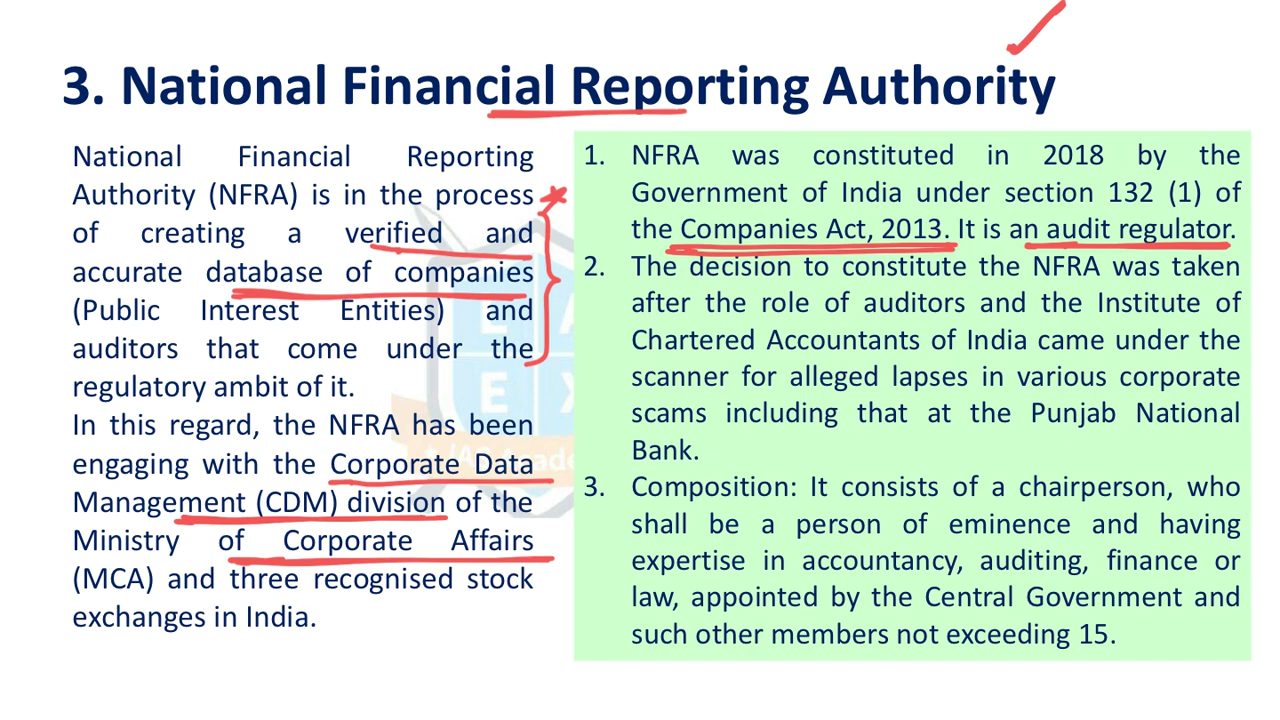 3. National Financial Reporting Authority
National Financial Reporting
Authority (NFRA) is in the process
of creating a verified and
accurate database of companies
(Public Interest Entities) and
auditors that come under the
regulatory ambit of it.
In this regard, the NFRA has been
engaging with the Corporate Data
Management (CDM) division of the
Ministry of Corporate Affairs
(MCA) and three recognised stock
exchanges in India.
1. NFRA was constituted in 2018 by the
Government of India under section 132 (1) of
the Companies Act, 2013. It is an audit regulator.
2. The decision to constitute the NFRA was taken
after the role of auditors and the Institute of
Chartered Accountants of India came under the
scanner for alleged lapses in various corporate
scams including that at the Punjab National
Bank.
3. Composition: It consists of a chairperson, who
shall be a person of eminence and having
expertise in accountancy, auditing, finance or
law, appointed by the Central Government and
such other members not exceeding 15.